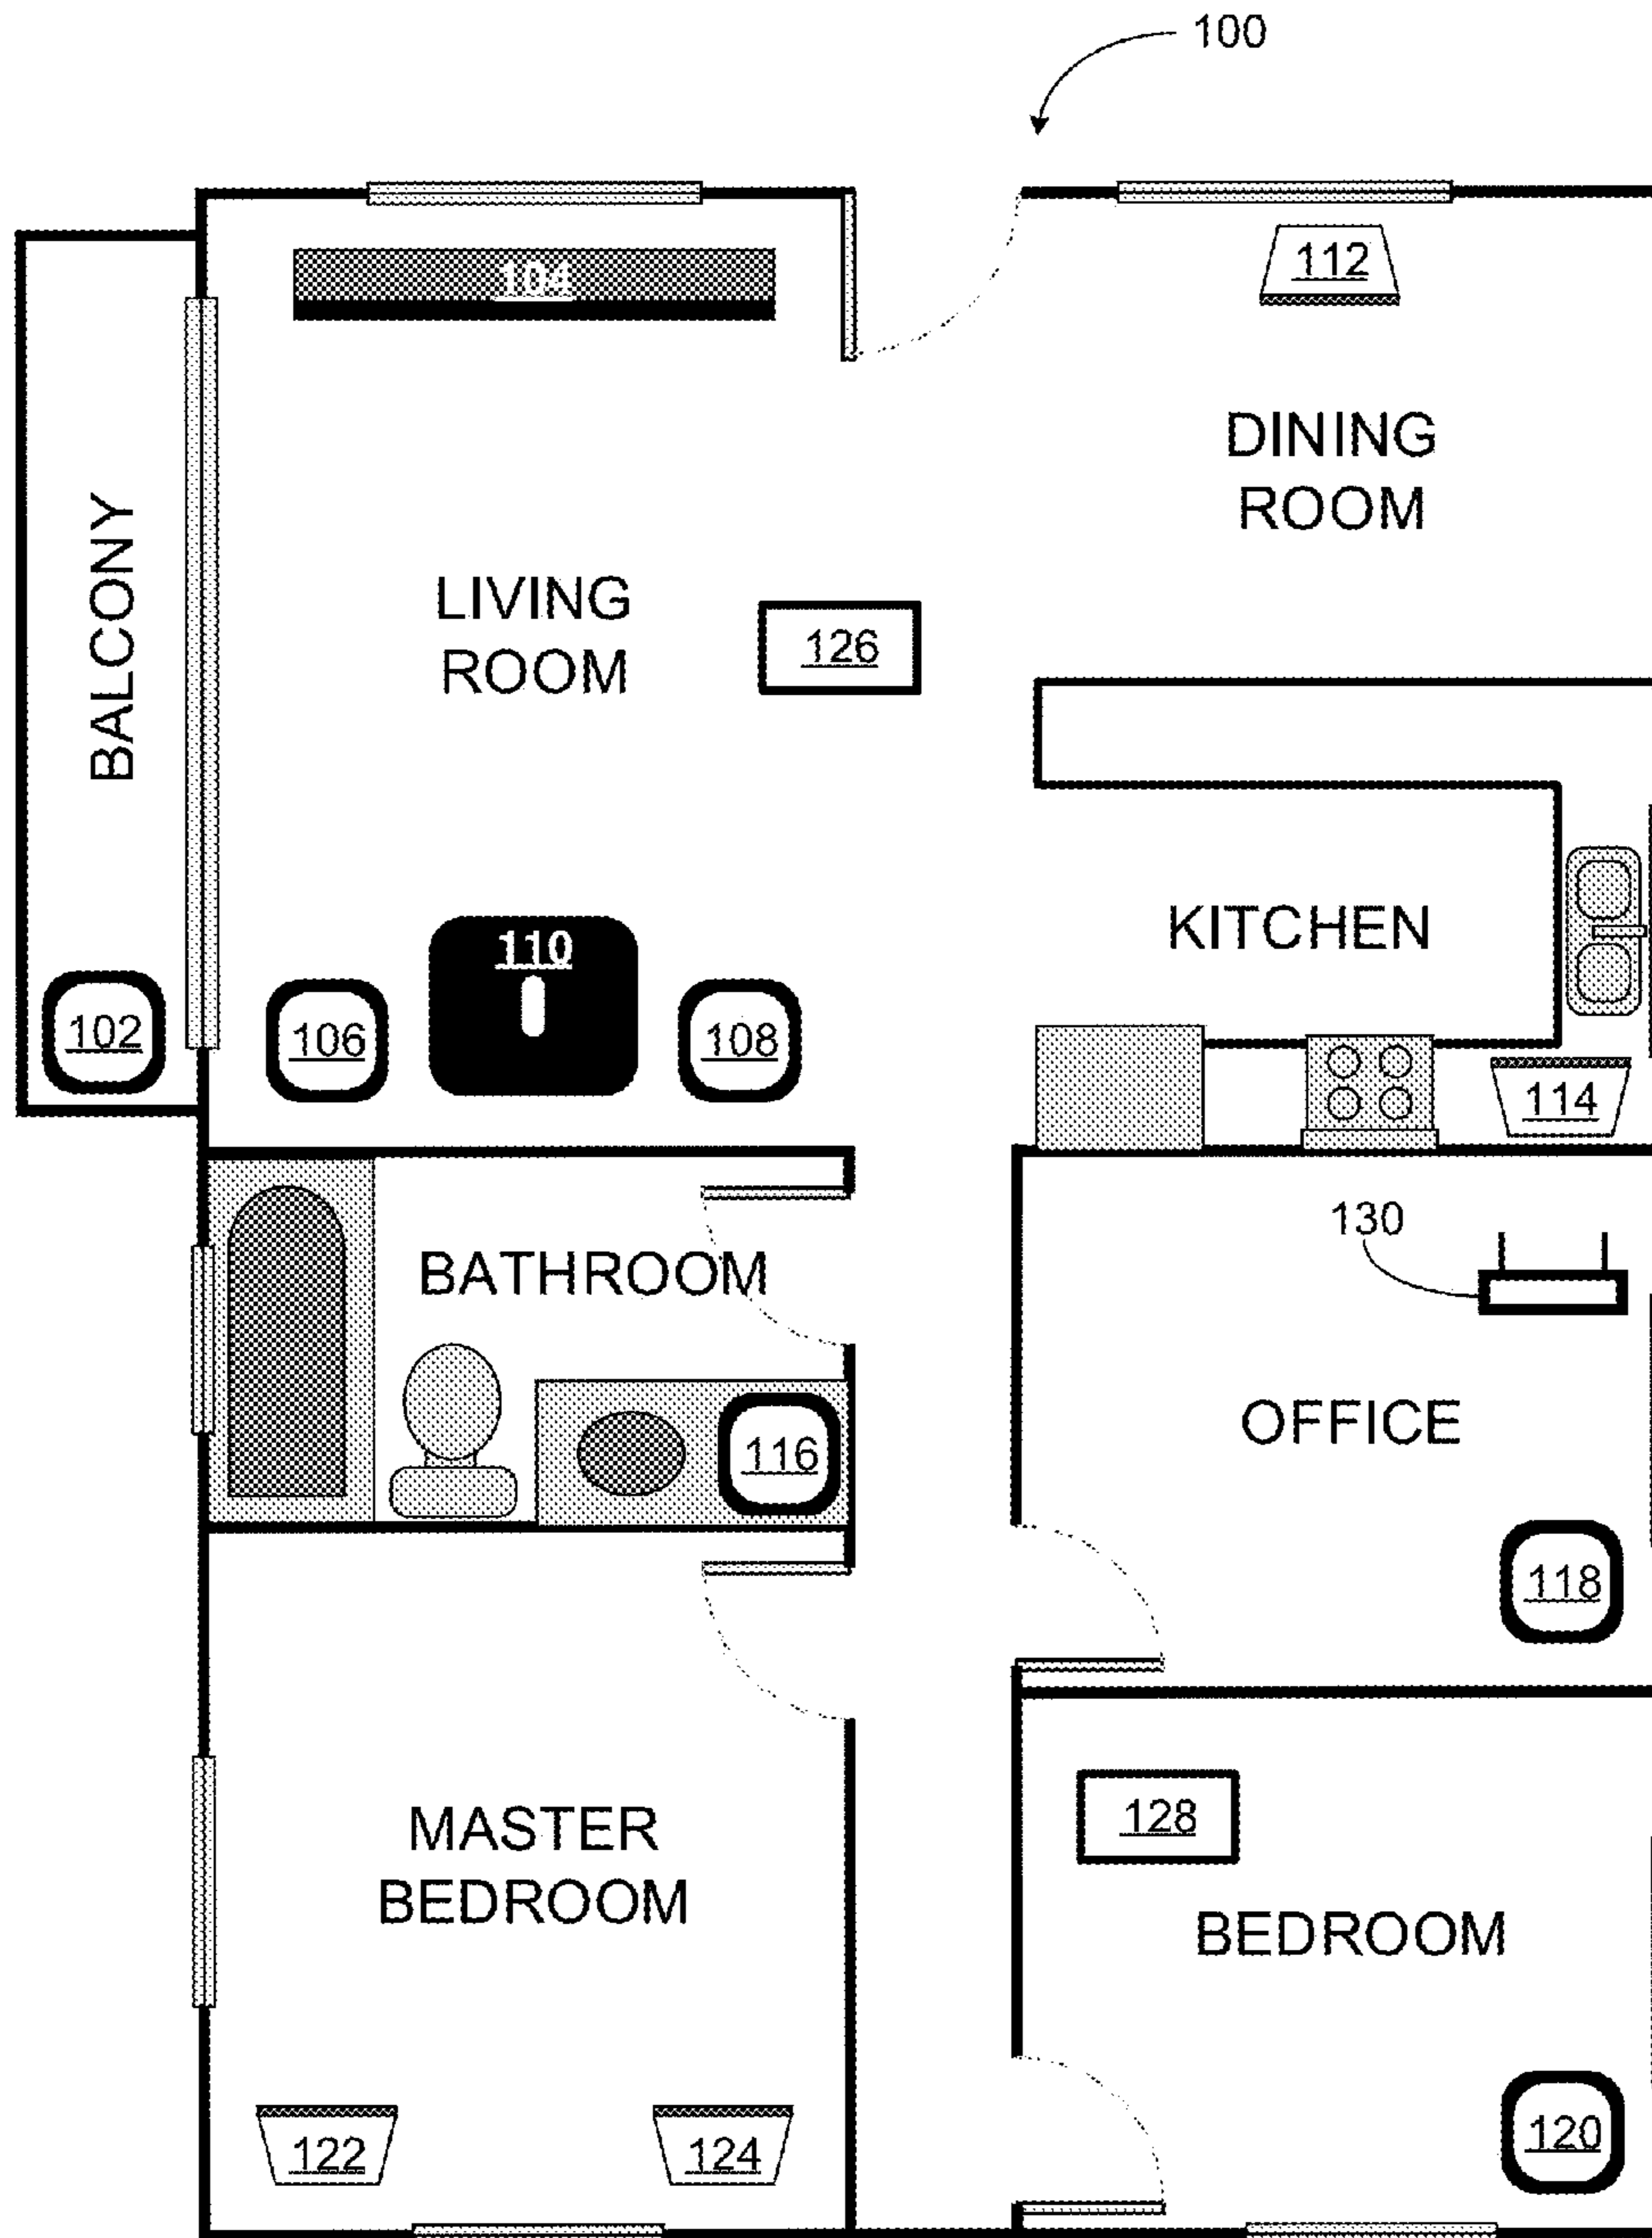 100
104
112
DINING
ROOM
BALCONY
LIVING
ROOM
126
KITCHEN
110
102
106
108
114
130
BATHROOM
OFFICE
116
118
128
MASTER
BEDROOM
BEDROOM
122
124
120